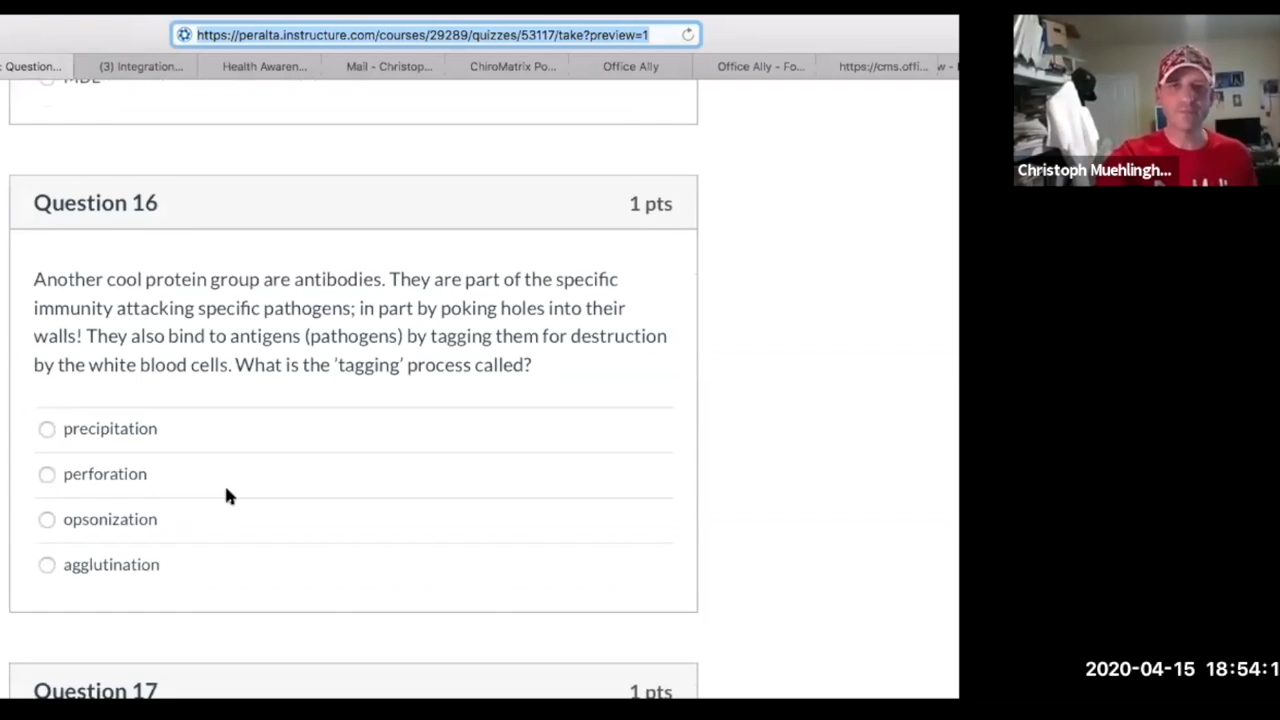 https://peralta.instructure.com/courses/29289/quizzes/53117/take?preview=1
: Question... (3) Integration... Health Awaren... Mail - Christop... ChiroMatrix Po... Office Ally Office Ally - Fo... https://cms.offi... w -
Question 16 1 pts
Another cool protein group are antibodies. They are part of the specific
immunity attacking specific pathogens; in part by poking holes into their
walls! They also bind to antigens (pathogens) by tagging them for destruction
by the white blood cells. What is the 'tagging' process called?
precipitation
perforation
opsonization
agglutination
Question 17 1 pts
Christoph Muehlingh...
2020-04-15 18:54:1